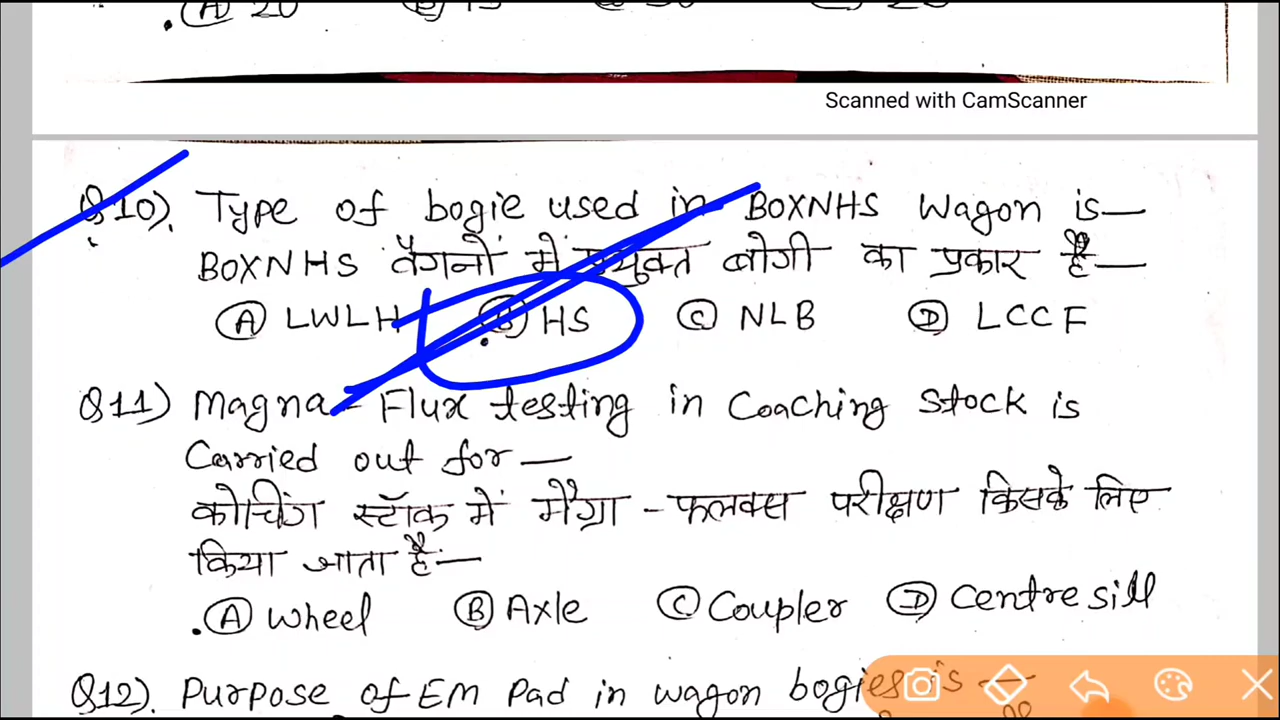 Scanned with CamScanner
Q10). Type of bogie used in BOXNHS Wagon is—
BOXNHS वैगनों में प्रयुक्त बोगी का प्रकार है—
Ⓐ LWLH Ⓑ HS Ⓒ NLB Ⓓ LCCF
Q11) Magna-Flux testing in Coaching Stock is
Carried out for—
कोचिंग स्टॉक में मैग्ना-फलक्स परीक्षण किसके लिए
किया जाता है:—
Ⓐ Wheel Ⓑ Axle Ⓒ Coupler Ⓓ Centre sill
Q12). Purpose of EM Pad in wagon bogies is —